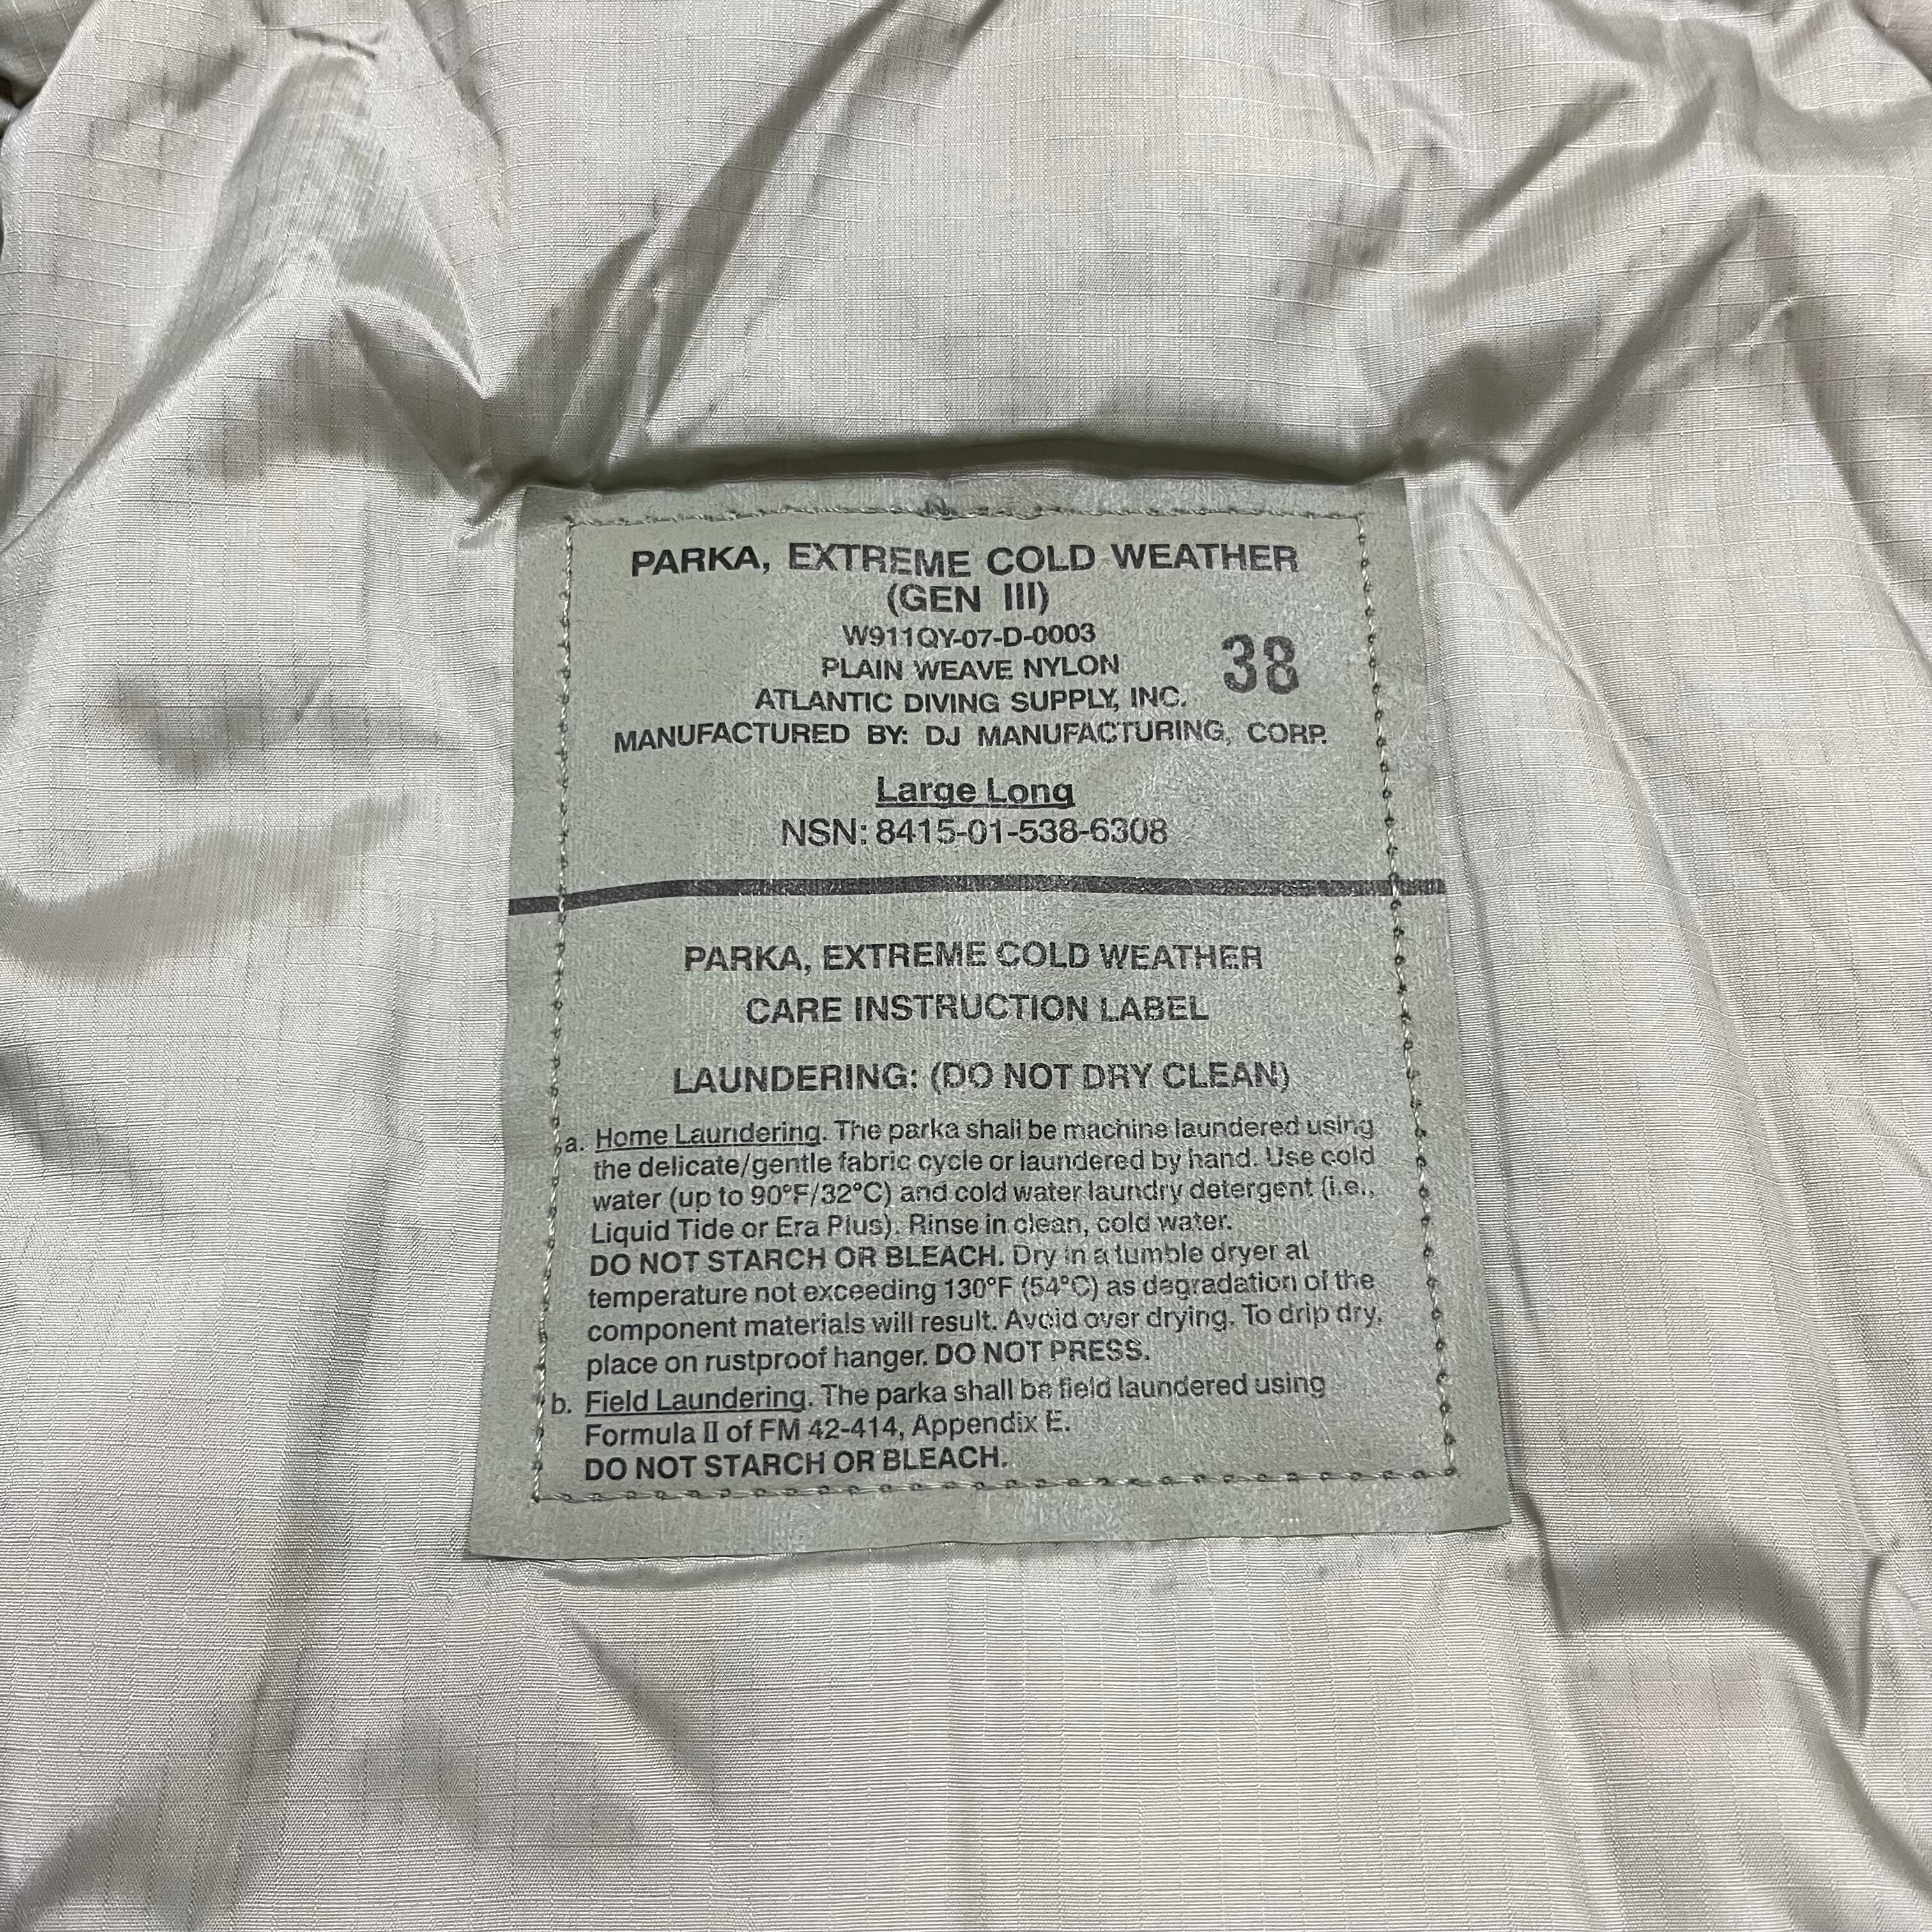 PARKA, EXTREME COLD WEATHER
(GEN III)
W911QY-07-D-0003
PLAIN WEAVE NYLON
38
ATLANTIC DIVING SUPPLY, INC.
MANUFACTURED BY: DJ MANUFACTURING, CORP.
Large Long
NSN: 8415-01-538-6308
PARKA, EXTREME COLD WEATHER
CARE INSTRUCTION LABEL
LAUNDERING: (DO NOT DRY CLEAN)
a. Home Laundering. The parka shall be machine laundered using
the delicate/gentle fabric cycle or laundered by hand. Use cold
water (up to 90°F/32°C) and cold water laundry detergent (i.e.,
Liquid Tide or Era Plus). Rinse in clean, cold water.
DO NOT STARCH OR BLEACH. Dry in a tumble dryer at
temperature not exceeding 130°F (54°C) as degradation of the
component materials will result. Avoid over drying. To drip dry,
place on rustproof hanger. DO NOT PRESS.
b. Field Laundering. The parka shall be field laundered using
Formula II of FM 42-414, Appendix E.
DO NOT STARCH OR BLEACH.